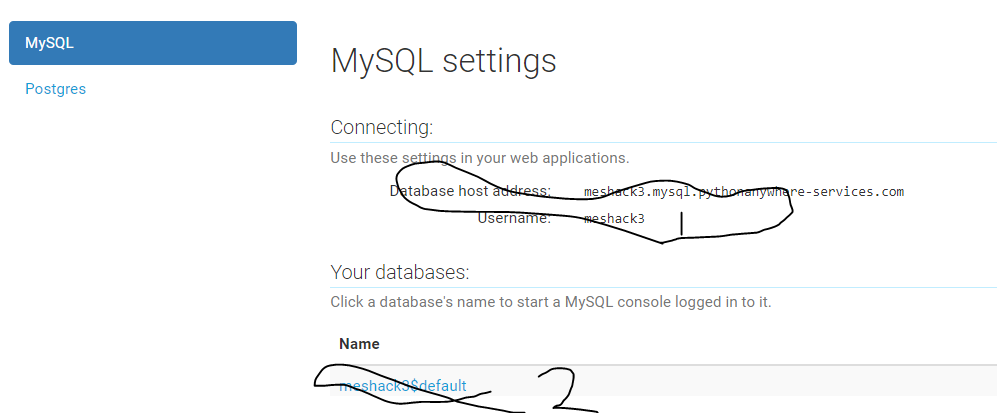 MySQL
Postgres
MySQL settings
Connecting:
Use these settings in your web applications.
Database host address: meshack3.mysql.pythonanywhere-services.com
Username: meshack3
1
Your databases:
Click a database's name to start a MySQL console logged in to it.
Name
meshack3$default
2